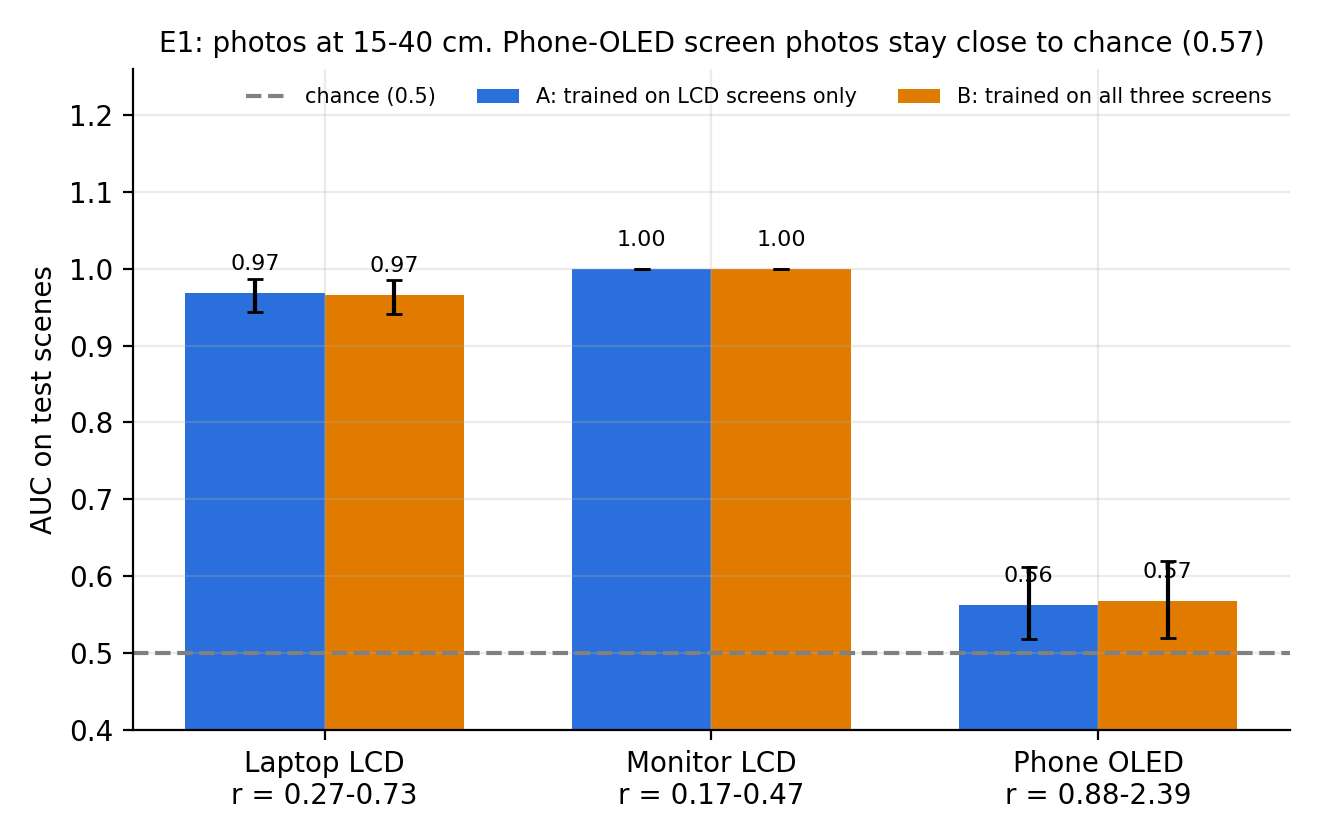 E1: photos at 15-40 cm. Phone-OLED screen photos stay close to chance (0.57)
chance (0.5) A: trained on LCD screens only B: trained on all three screens
AUC on test scenes
1.2
1.1
1.0
0.9
0.8
0.7
0.6
0.5
0.4
0.97 0.97 1.00 1.00 0.56 0.57
Laptop LCD Monitor LCD Phone OLED
r = 0.27-0.73 r = 0.17-0.47 r = 0.88-2.39